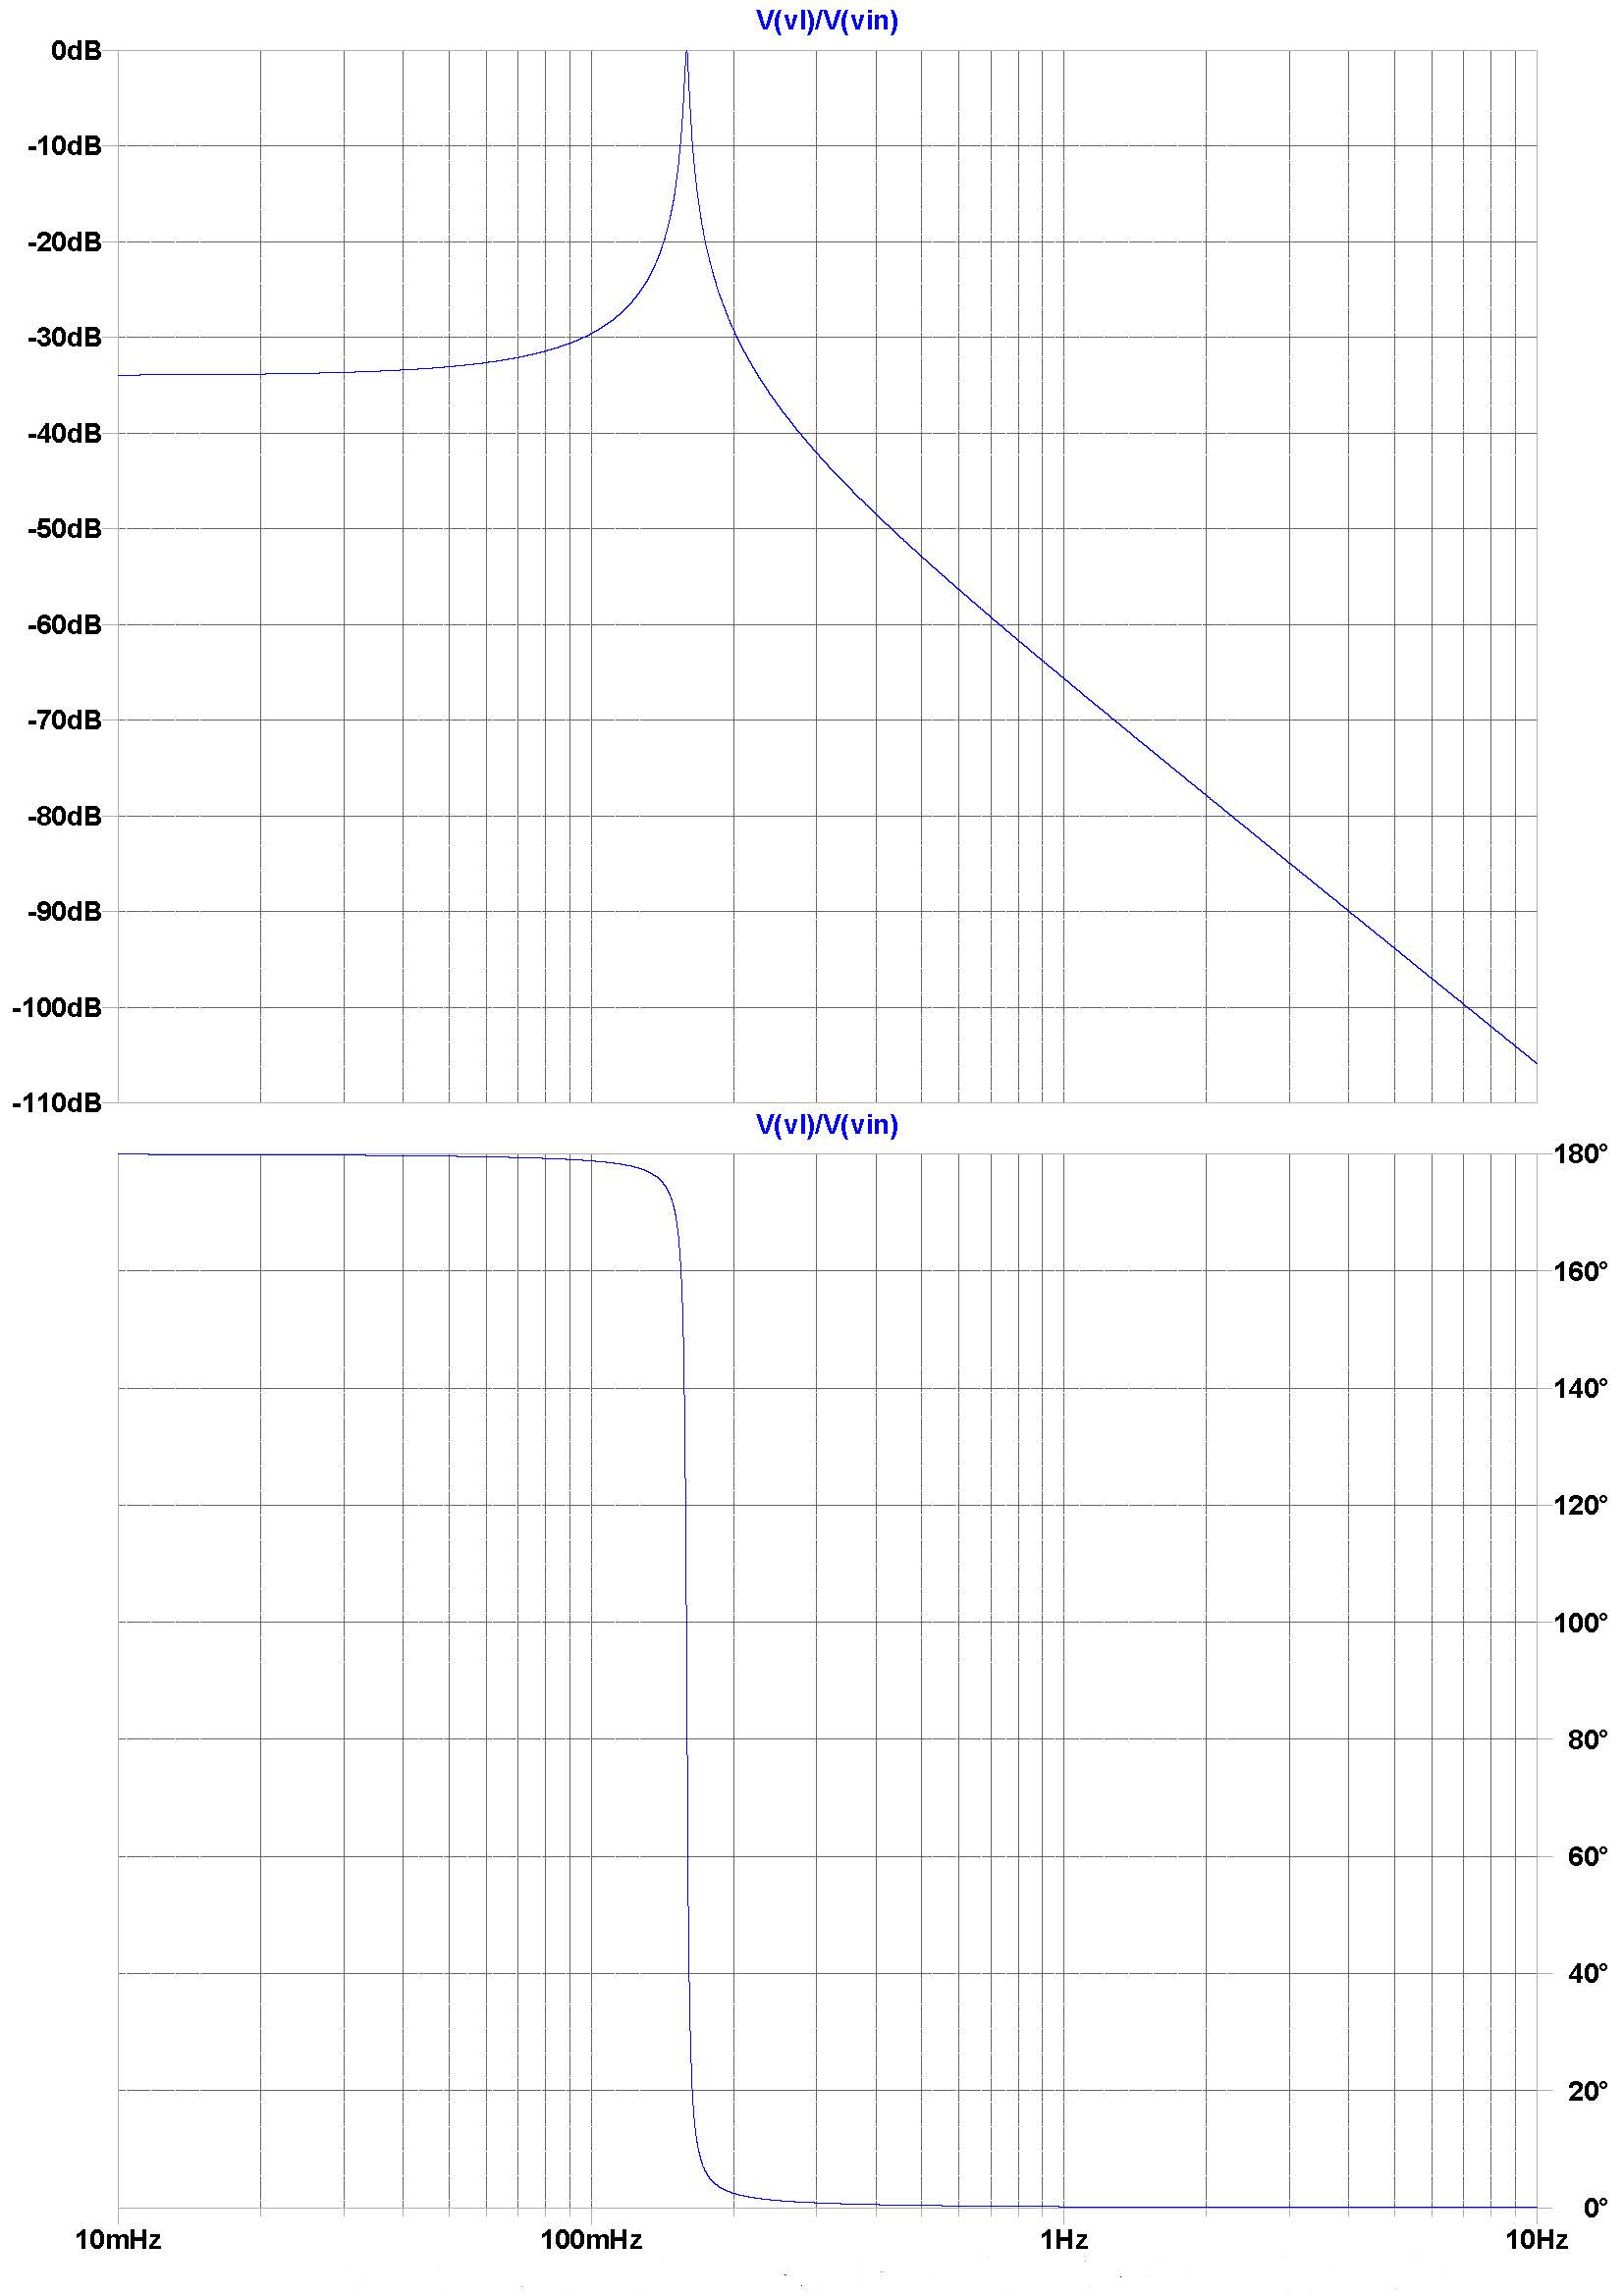 V(vl)/V(vin)
0dB
-10dB
-20dB
-30dB
-40dB
-50dB
-60dB
-70dB
-80dB
-90dB
-100dB
-110dB
V(vl)/V(vin)
180°
160°
140°
120°
100°
80°
60°
40°
20°
0°
10mHz 100mHz 1Hz 10Hz